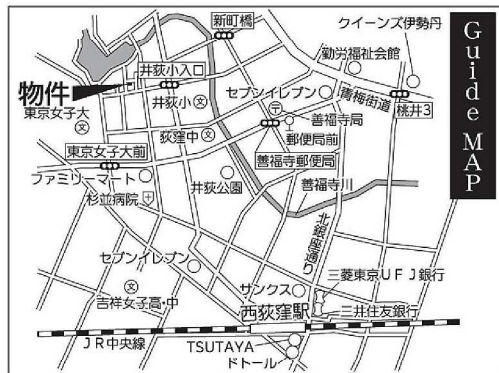 Guide MAP
クイーンズ伊勢丹
新町橋
勤労福祉会館
井荻小入口
物件
セブンイレブン
青梅街道
桃井3
井荻小
東京女子大
善福寺局
荻窪中
郵便局前
東京女子大前
善福寺郵便局
ファミリーマート
井荻公園
善福寺川
杉並病院
北銀座通り
セブンイレブン
三菱東京UFJ銀行
サンクス
吉祥女子高・中
西荻窪駅
三井住友銀行
JR中央線
TSUTAYA
ドトール